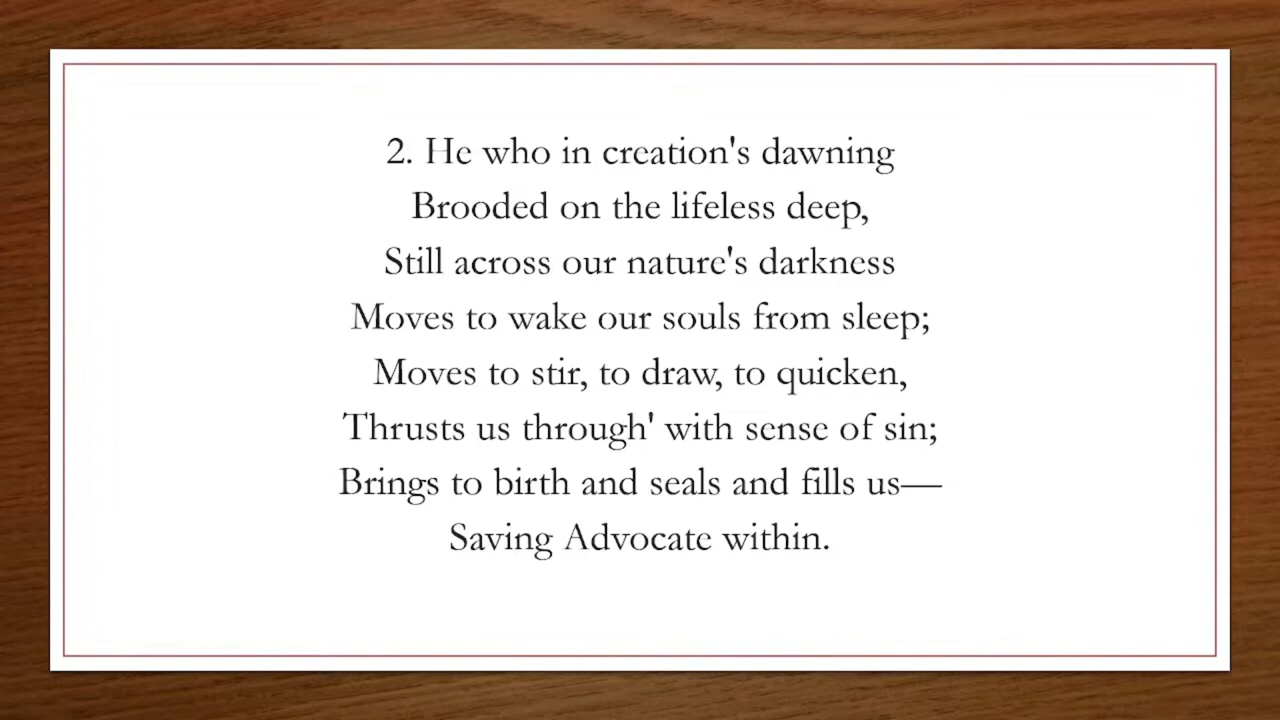 2. He who in creation's dawning
Brooded on the lifeless deep,
Still across our nature's darkness
Moves to wake our souls from sleep;
Moves to stir, to draw, to quicken,
Thrusts us through' with sense of sin;
Brings to birth and seals and fills us—
Saving Advocate within.